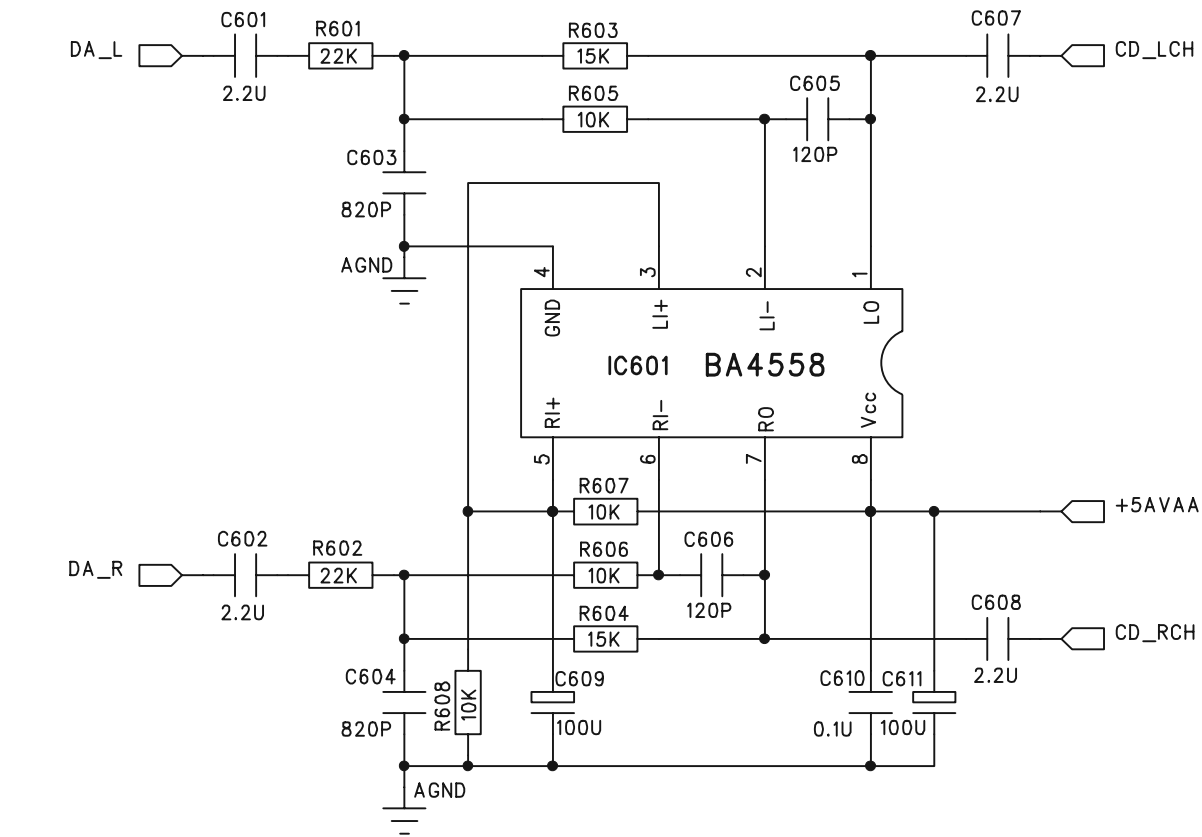 C601
R601
R603
C607
DA_L
22K
15K
CD_LCH
2.2U
R605
C605
2.2U
10K
C603
120P
820P
AGND
4
3
2
1
GND
LI+
LI-
LO
IC601
BA4558
RI+
RI-
RO
Vcc
5
6
7
8
R607
10K
+5AVAA
C602
R602
R606
C606
DA_R
22K
10K
2.2U
R604
120P
C608
15K
CD_RCH
C604
R608
10K
C609
C610
C611
2.2U
820P
100U
0.1U
100U
AGND